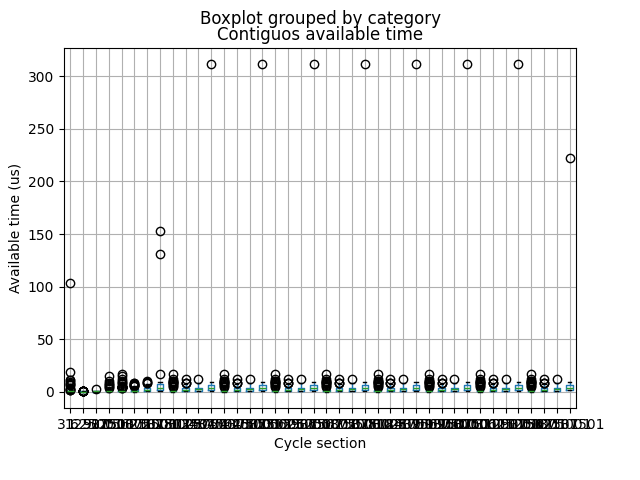 Boxplot grouped by category
Contiguos available time
300
250
200
150
100
50
0
Available time (us)
Cycle section